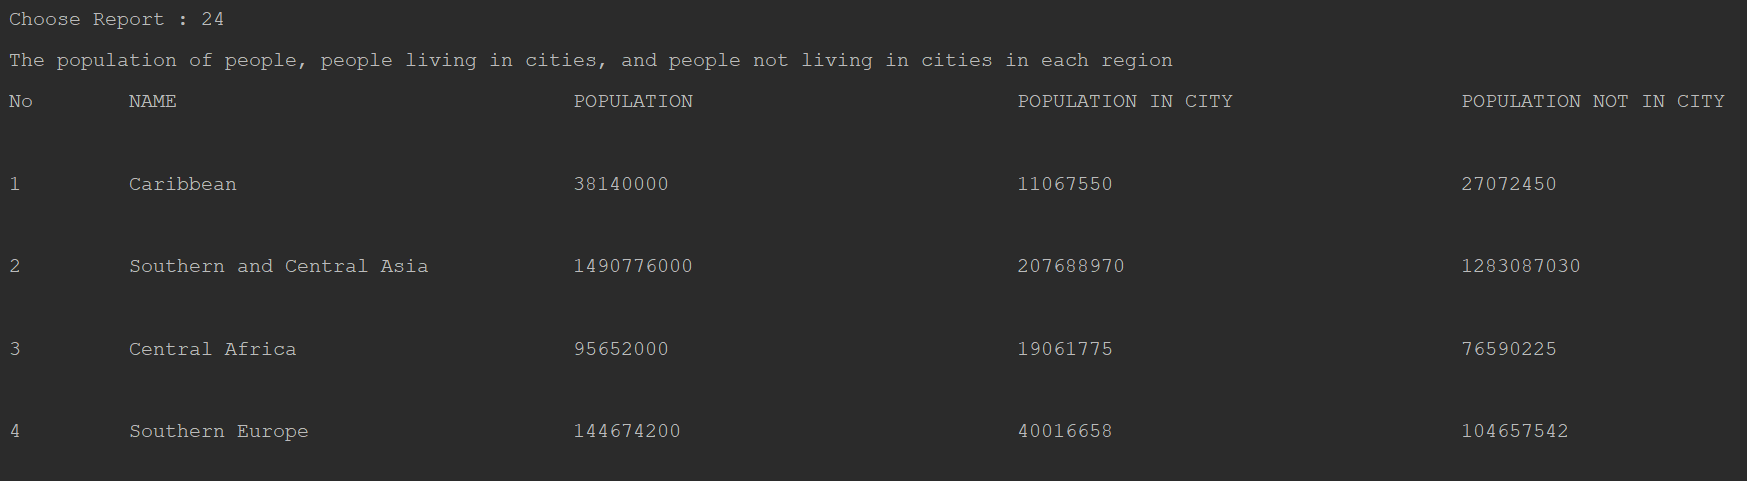 Choose Report : 24
The population of people, people living in cities, and people not living in cities in each region
No NAME POPULATION POPULATION IN CITY POPULATION NOT IN CITY
1 Caribbean 38140000 11067550 27072450
2 Southern and Central Asia 1490776000 207688970 1283087030
3 Central Africa 95652000 19061775 76590225
4 Southern Europe 144674200 40016658 104657542